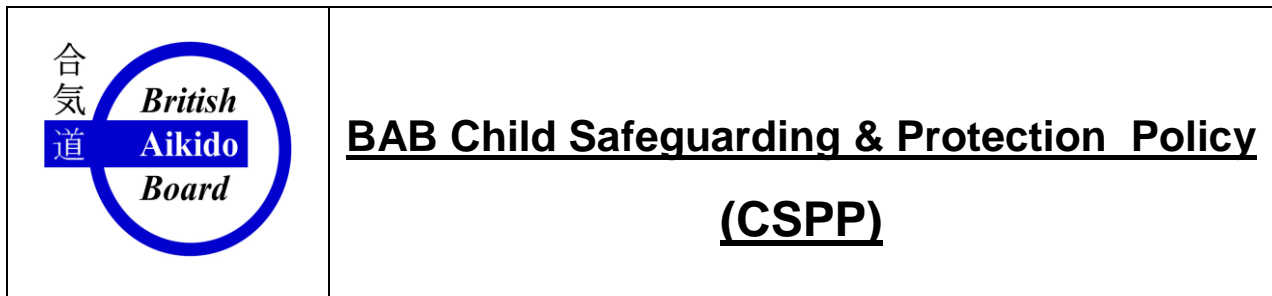 合
気
道
British
Aikido
Board
BAB Child Safeguarding & Protection Policy
(CSPP)